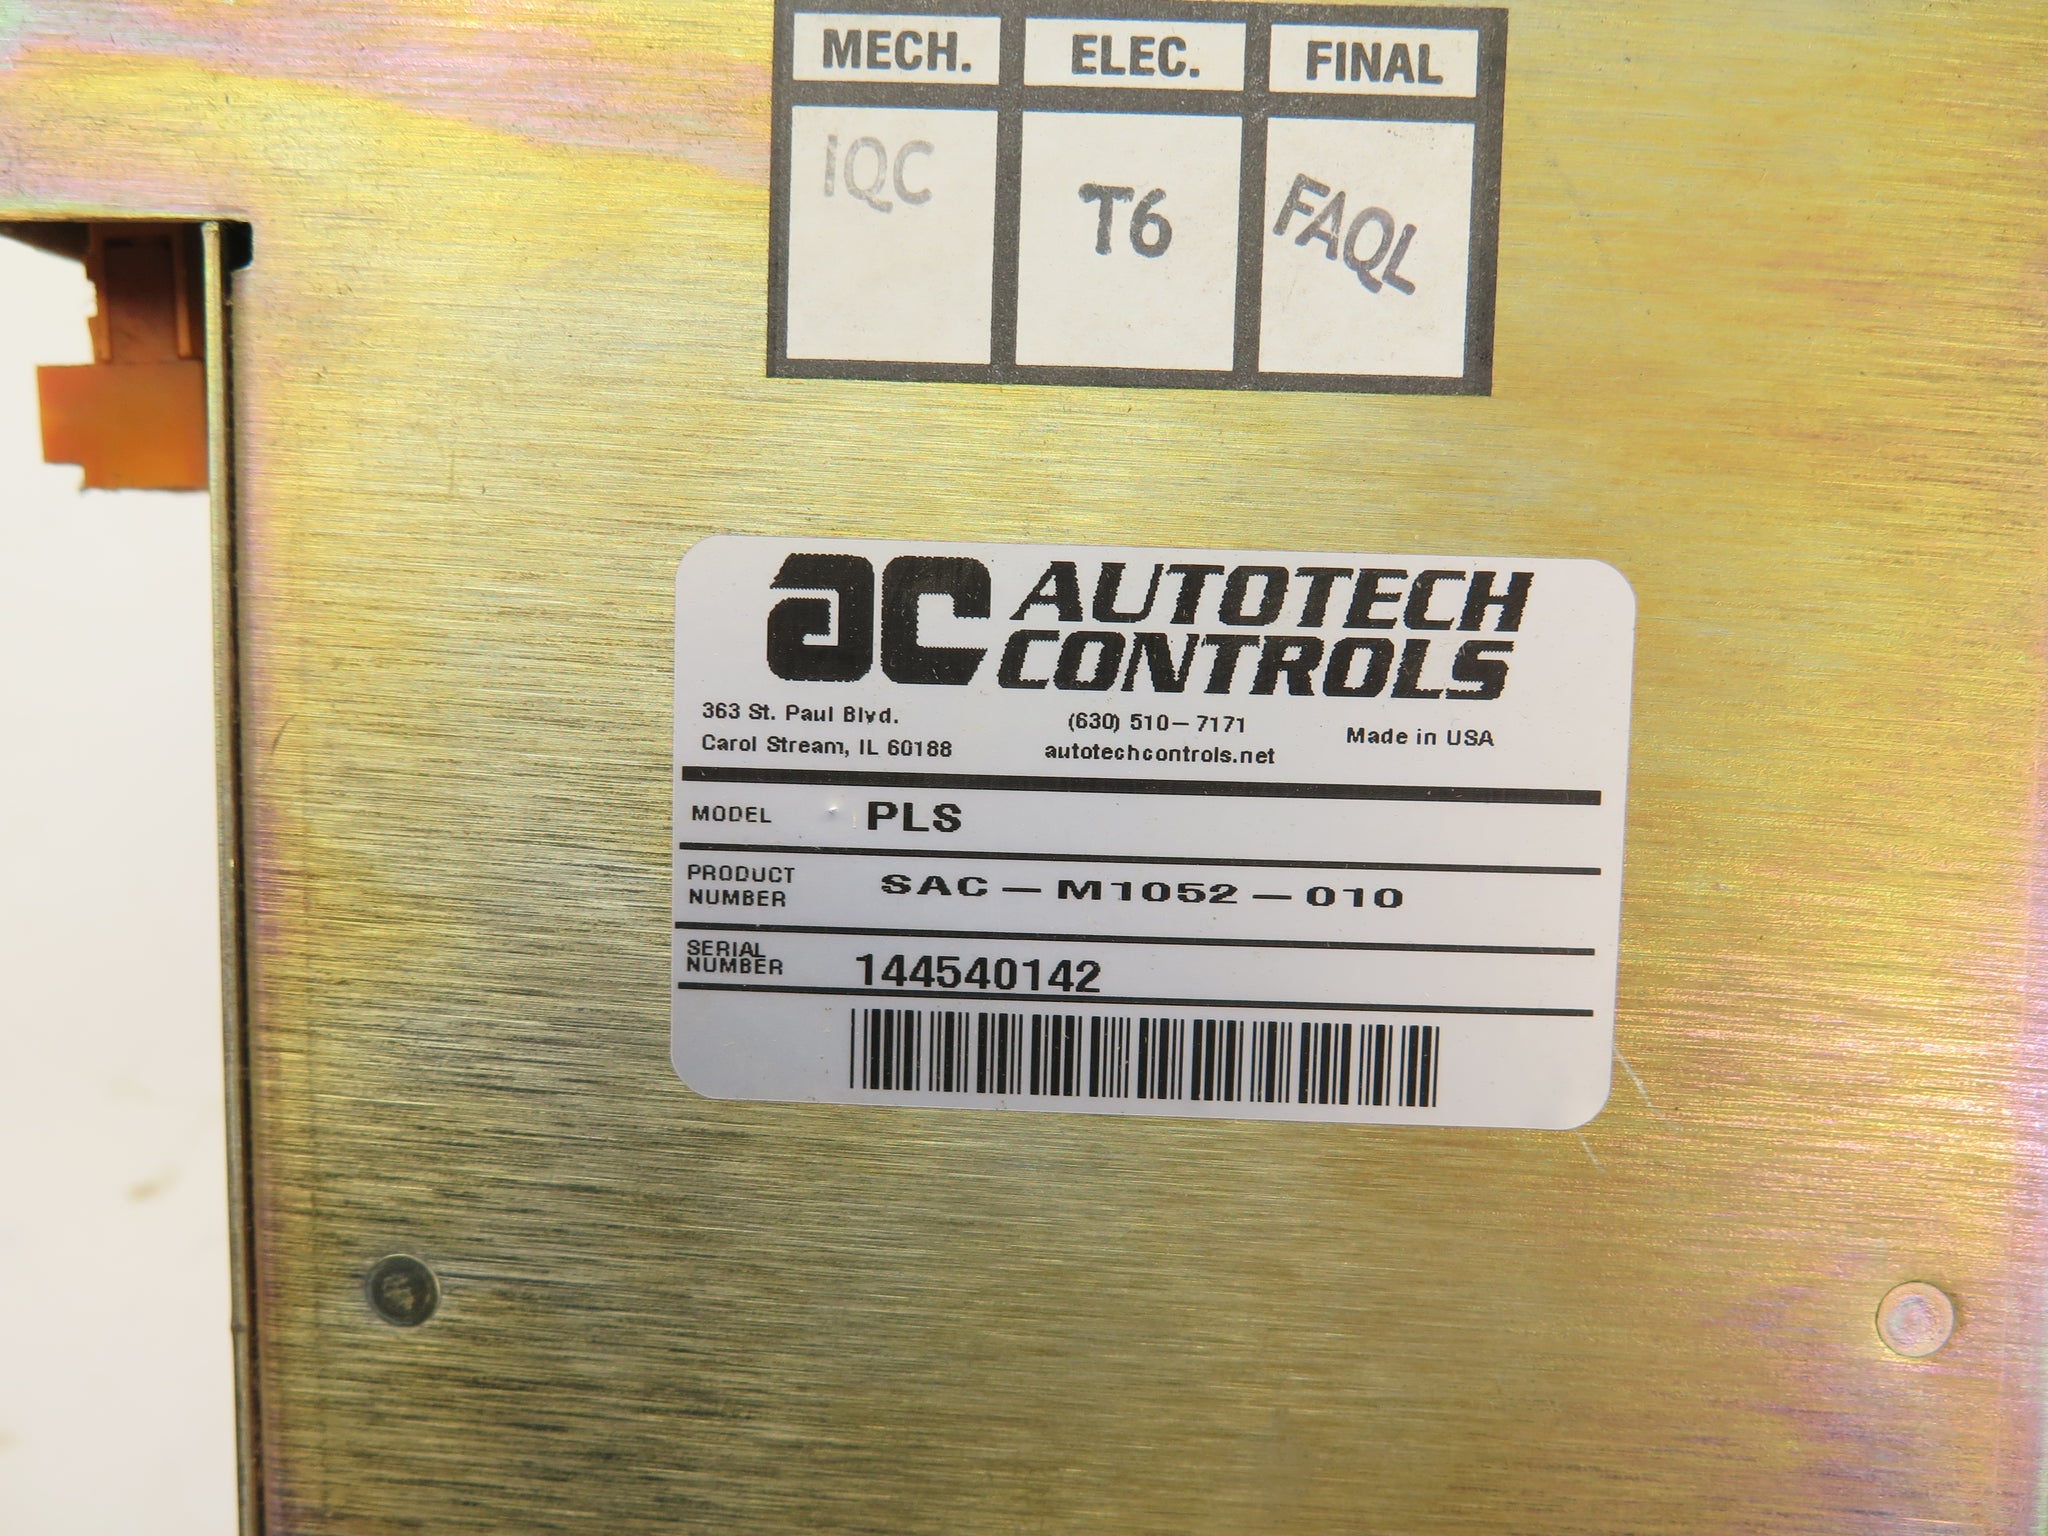 MECH. ELEC. FINAL
IQC T6 FAQL
ac AUTOTECH
CONTROLS
363 St. Paul Blvd. (630) 510-7171 Made in USA
Carol Stream, IL 60188 autotechcontrols.net
MODEL PLS
PRODUCT
NUMBER SAC-M1052-010
SERIAL
NUMBER 144540142